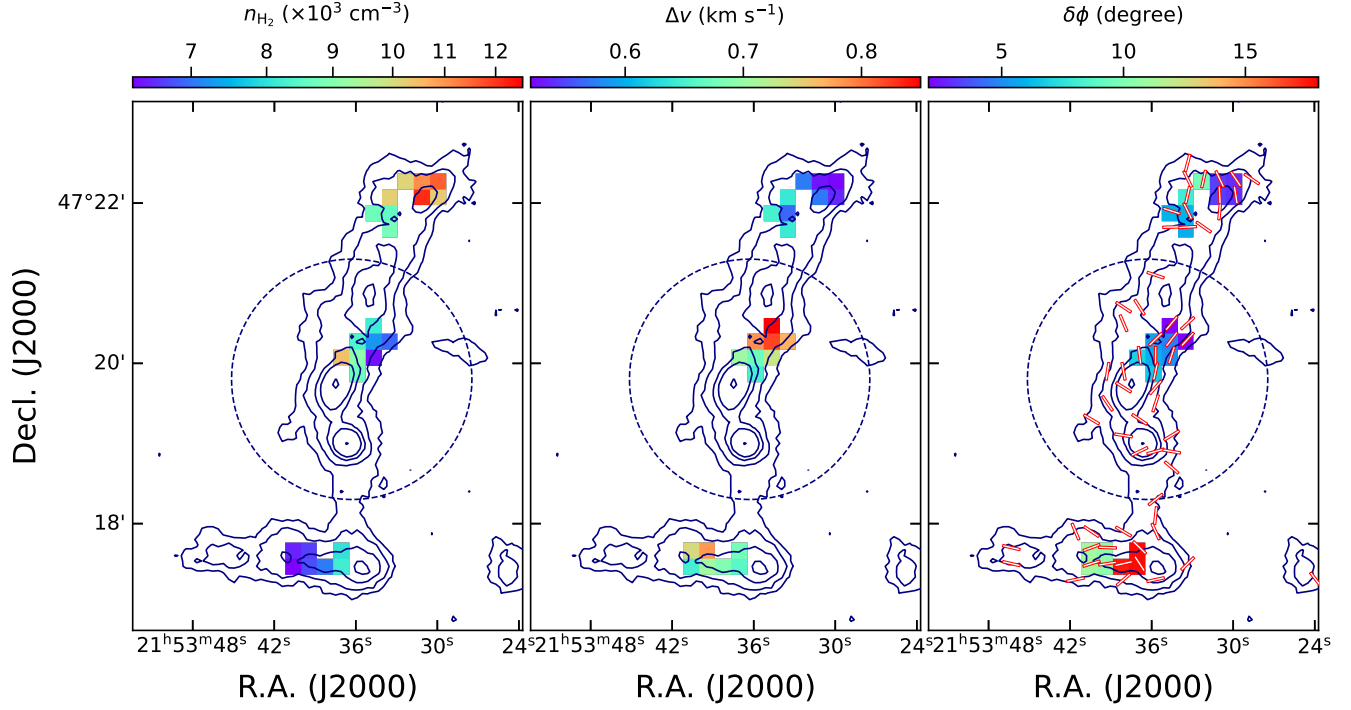 n_H₂ (×10³ cm⁻³) Δv (km s⁻¹) δϕ (degree)
7 8 9 10 11 12 0.6 0.7 0.8 5 10 15
47°22'
20'
18'
Decl. (J2000)
21ʰ53ᵐ48ˢ 42ˢ 36ˢ 30ˢ 24ˢ 21ʰ53ᵐ48ˢ 42ˢ 36ˢ 30ˢ 24ˢ 21ʰ53ᵐ48ˢ 42ˢ 36ˢ 30ˢ 24ˢ
R.A. (J2000) R.A. (J2000) R.A. (J2000)